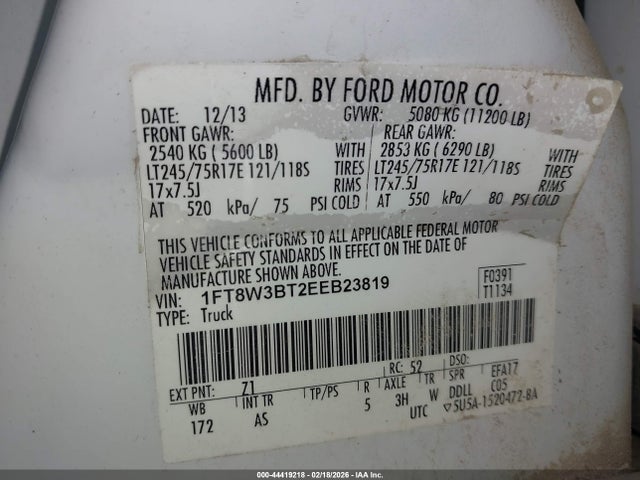 MFD. BY FORD MOTOR CO.
DATE: 12/13 GVWR: 5080 KG (11200 LB)
FRONT GAWR: REAR GAWR:
2540 KG ( 5600 LB) WITH 2853 KG ( 6290 LB) WITH
LT245/75R17E 121/118S TIRES LT245/75R17E 121/118S TIRES
17x7.5J RIMS 17x7.5J RIMS
AT 520 kPa/ 75 PSI COLD AT 550 kPa/ 80 PSI COLD
THIS VEHICLE CONFORMS TO ALL APPLICABLE FEDERAL MOTOR
VEHICLE SAFETY STANDARDS IN EFFECT ON THE DATE OF
MANUFACTURE SHOWN ABOVE.
VIN: 1FT8W3BT2EEB23819 F0391
TYPE: Truck T1134
EXT PNT: Z1 RC: 52 DSO:
WB INT TR TP/PS R AXLE TR SPR EFA17
172 AS 5 3H W DDLL C05
UTC ▽5U5A-1520472-BA
000-44419218 - 02/18/2026 - IAA Inc.